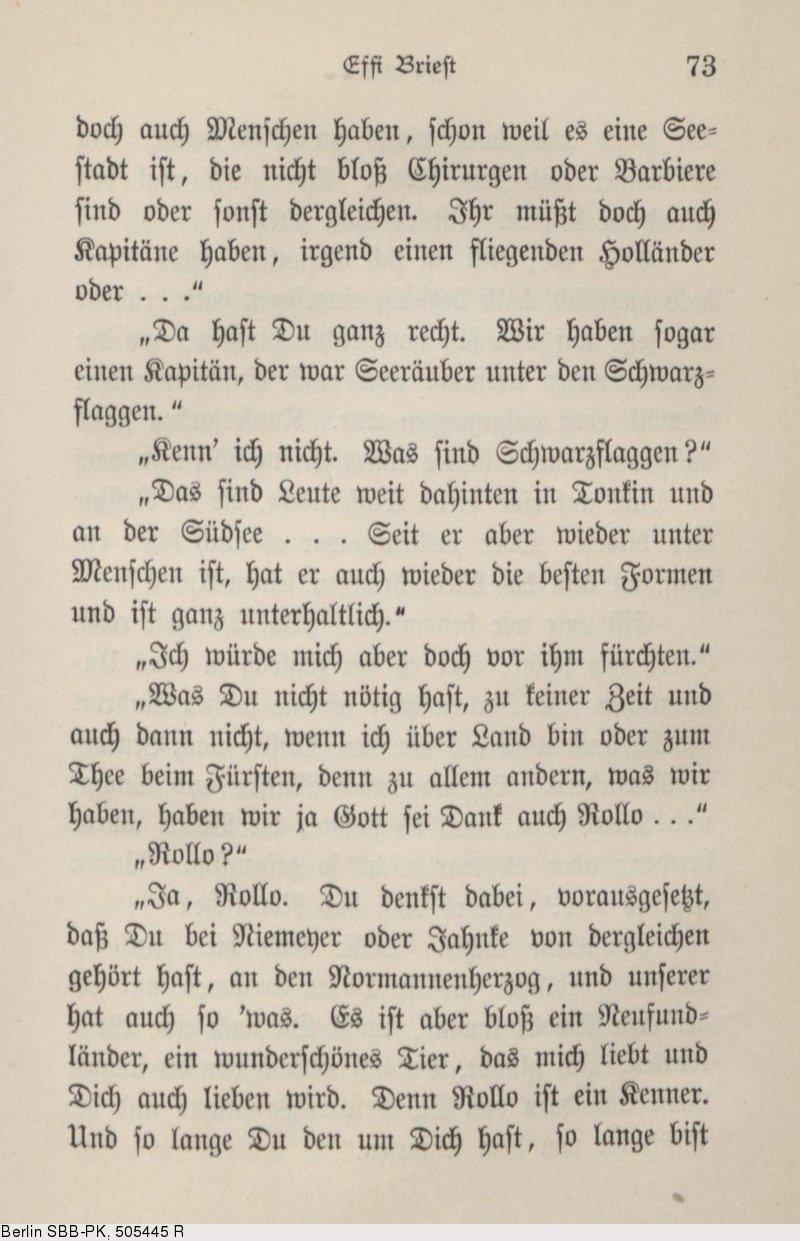 Effi Briest 73
doch auch Menschen haben, schon weil es eine See-
stadt ist, die nicht bloß Chirurgen oder Barbiere
sind oder sonst dergleichen. Ihr müßt doch auch
Kapitäne haben, irgend einen fliegenden Holländer
oder . . .“
„Da hast Du ganz recht. Wir haben sogar
einen Kapitän, der war Seeräuber unter den Schwarz-
flaggen.“
„Kenn’ ich nicht. Was sind Schwarzflaggen?“
„Das sind Leute weit dahinten in Tonkin und
an der Südsee . . . Seit er aber wieder unter
Menschen ist, hat er auch wieder die besten Formen
und ist ganz unterhaltlich.“
„Ich würde mich aber doch vor ihm fürchten.“
„Was Du nicht nötig hast, zu keiner Zeit und
auch dann nicht, wenn ich über Land bin oder zum
Thee beim Fürsten, denn zu allem andern, was wir
haben, haben wir ja Gott sei Dank auch Rollo . . .“
„Rollo?“
„Ja, Rollo. Du denkst dabei, vorausgesetzt,
daß Du bei Niemeyer oder Jahnke von dergleichen
gehört hast, an den Normannenherzog, und unserer
hat auch so ’was. Es ist aber bloß ein Neufund-
länder, ein wunderschönes Tier, das mich liebt und
Dich auch lieben wird. Denn Rollo ist ein Kenner.
Und so lange Du den um Dich hast, so lange bist
Berlin SBB-PK, 505445 R